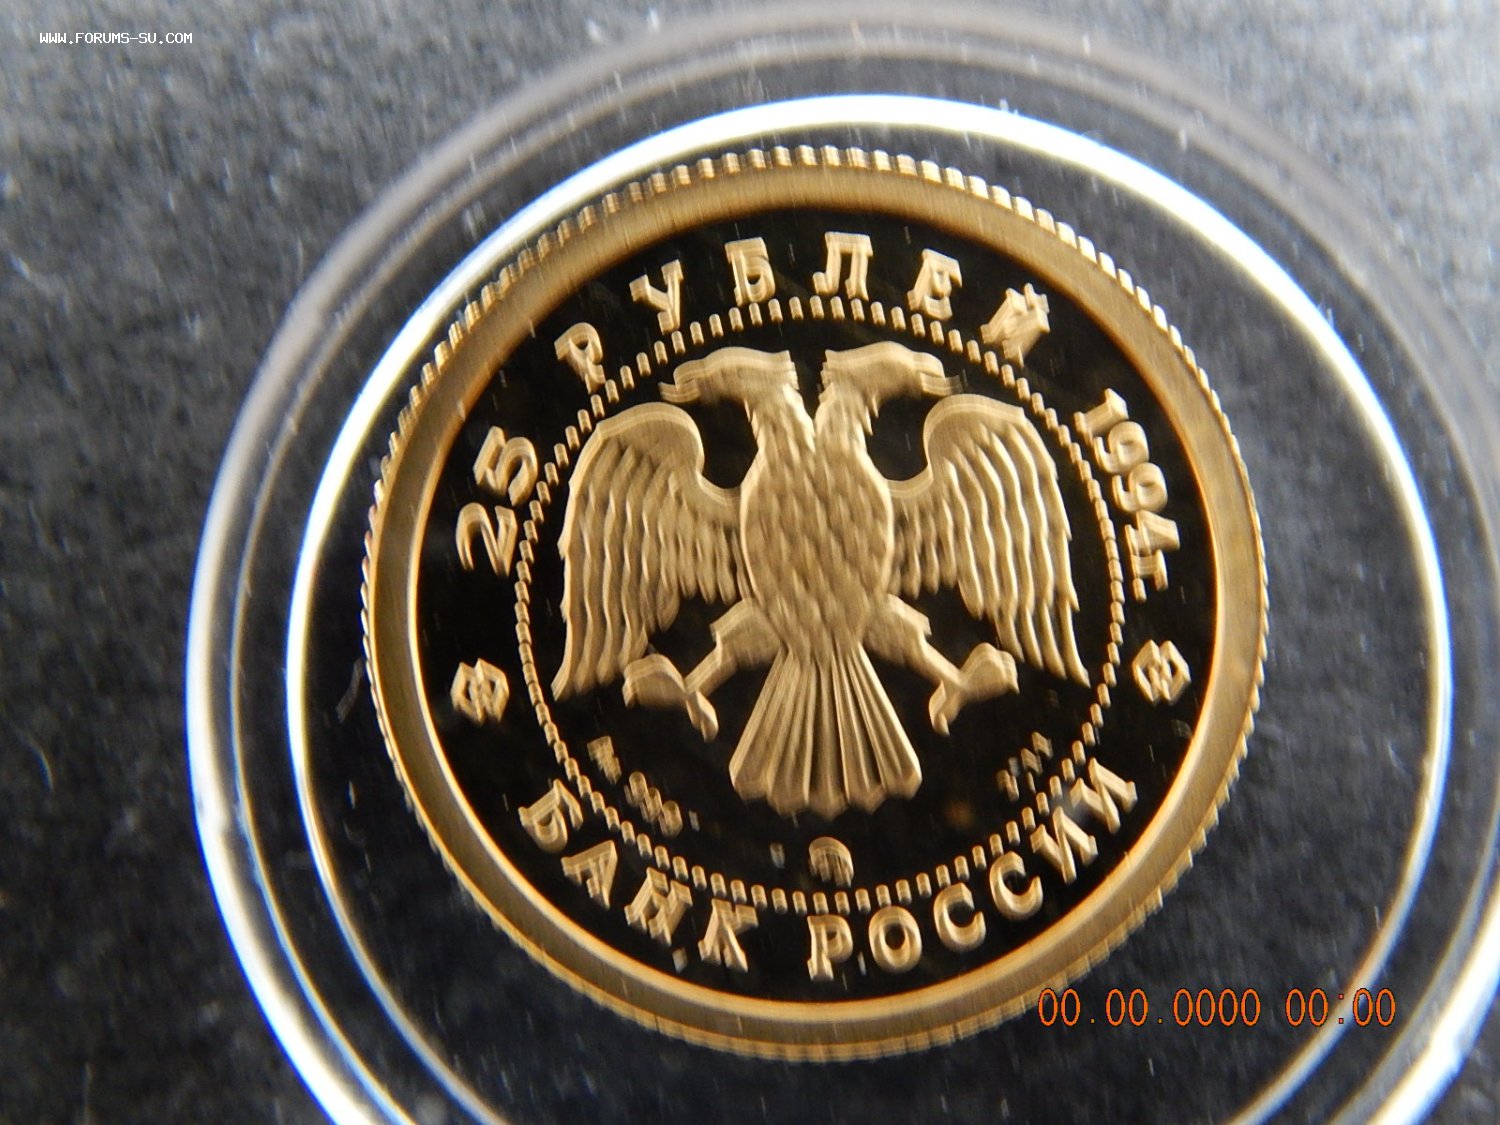 WWW.FORUMS-SU.COM
25 РУБЛЕЙ 1994 г.
БАНК РОССИИ
00.00.0000 00:00